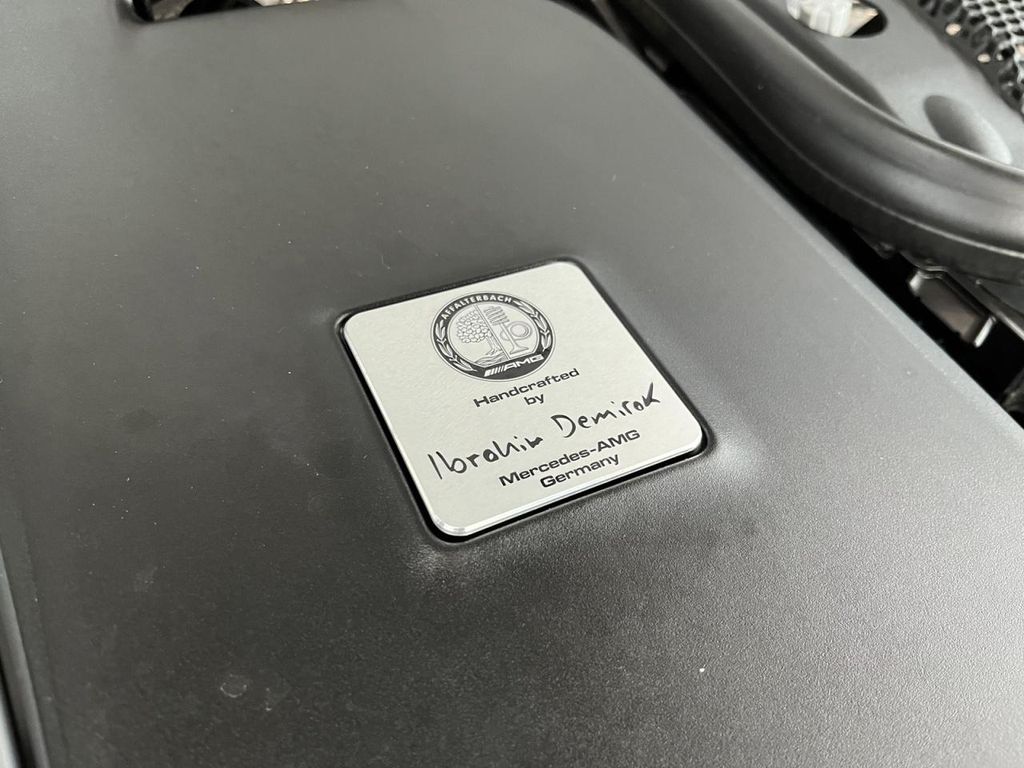 AFFALTERBACH
AMG
Handcrafted
by
Ibrahim Demirok
Mercedes-AMG
Germany